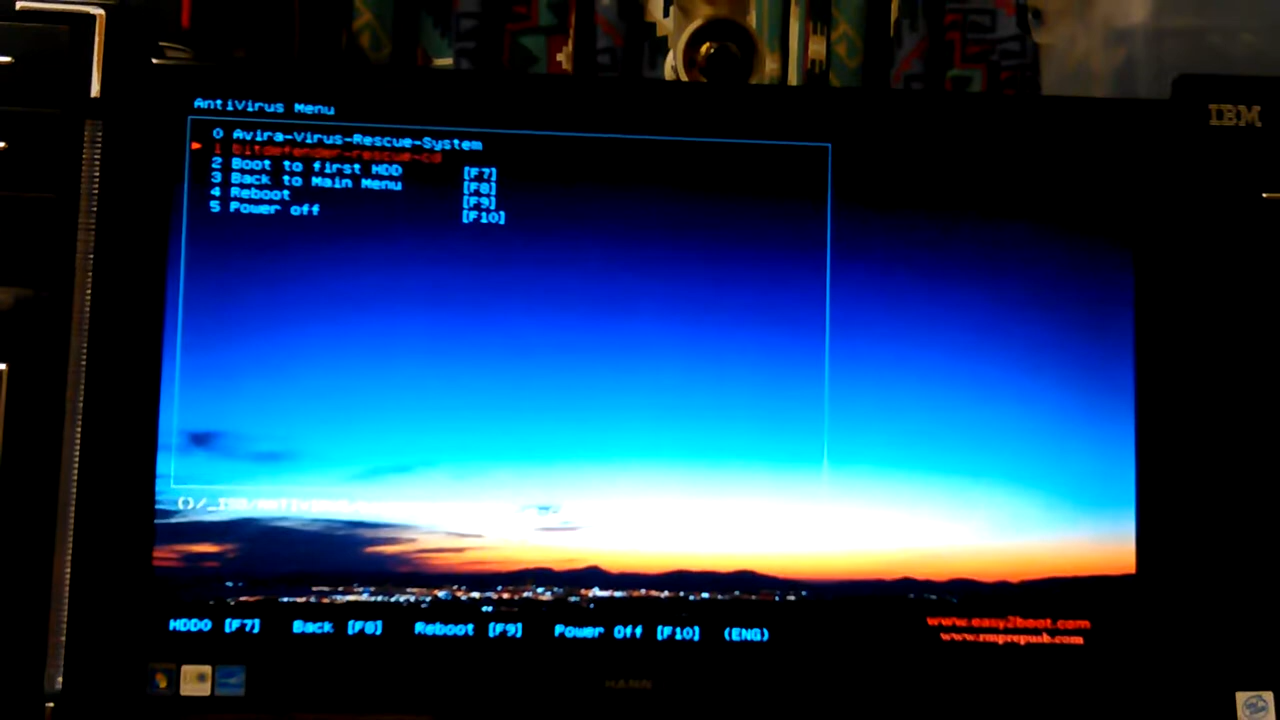 IBM
AntiVirus Menu
0 Avira-Virus-Rescue-System
1 bitdefender-rescue-cd
2 Boot to first HDD [F7]
3 Back to Main Menu [F8]
4 Reboot [F9]
5 Power off [F10]
HDD0 [F7] Back [F8] Reboot [F9] Power Off [F10] (ENG)
www.easy2boot.com
www.rmprepusb.com